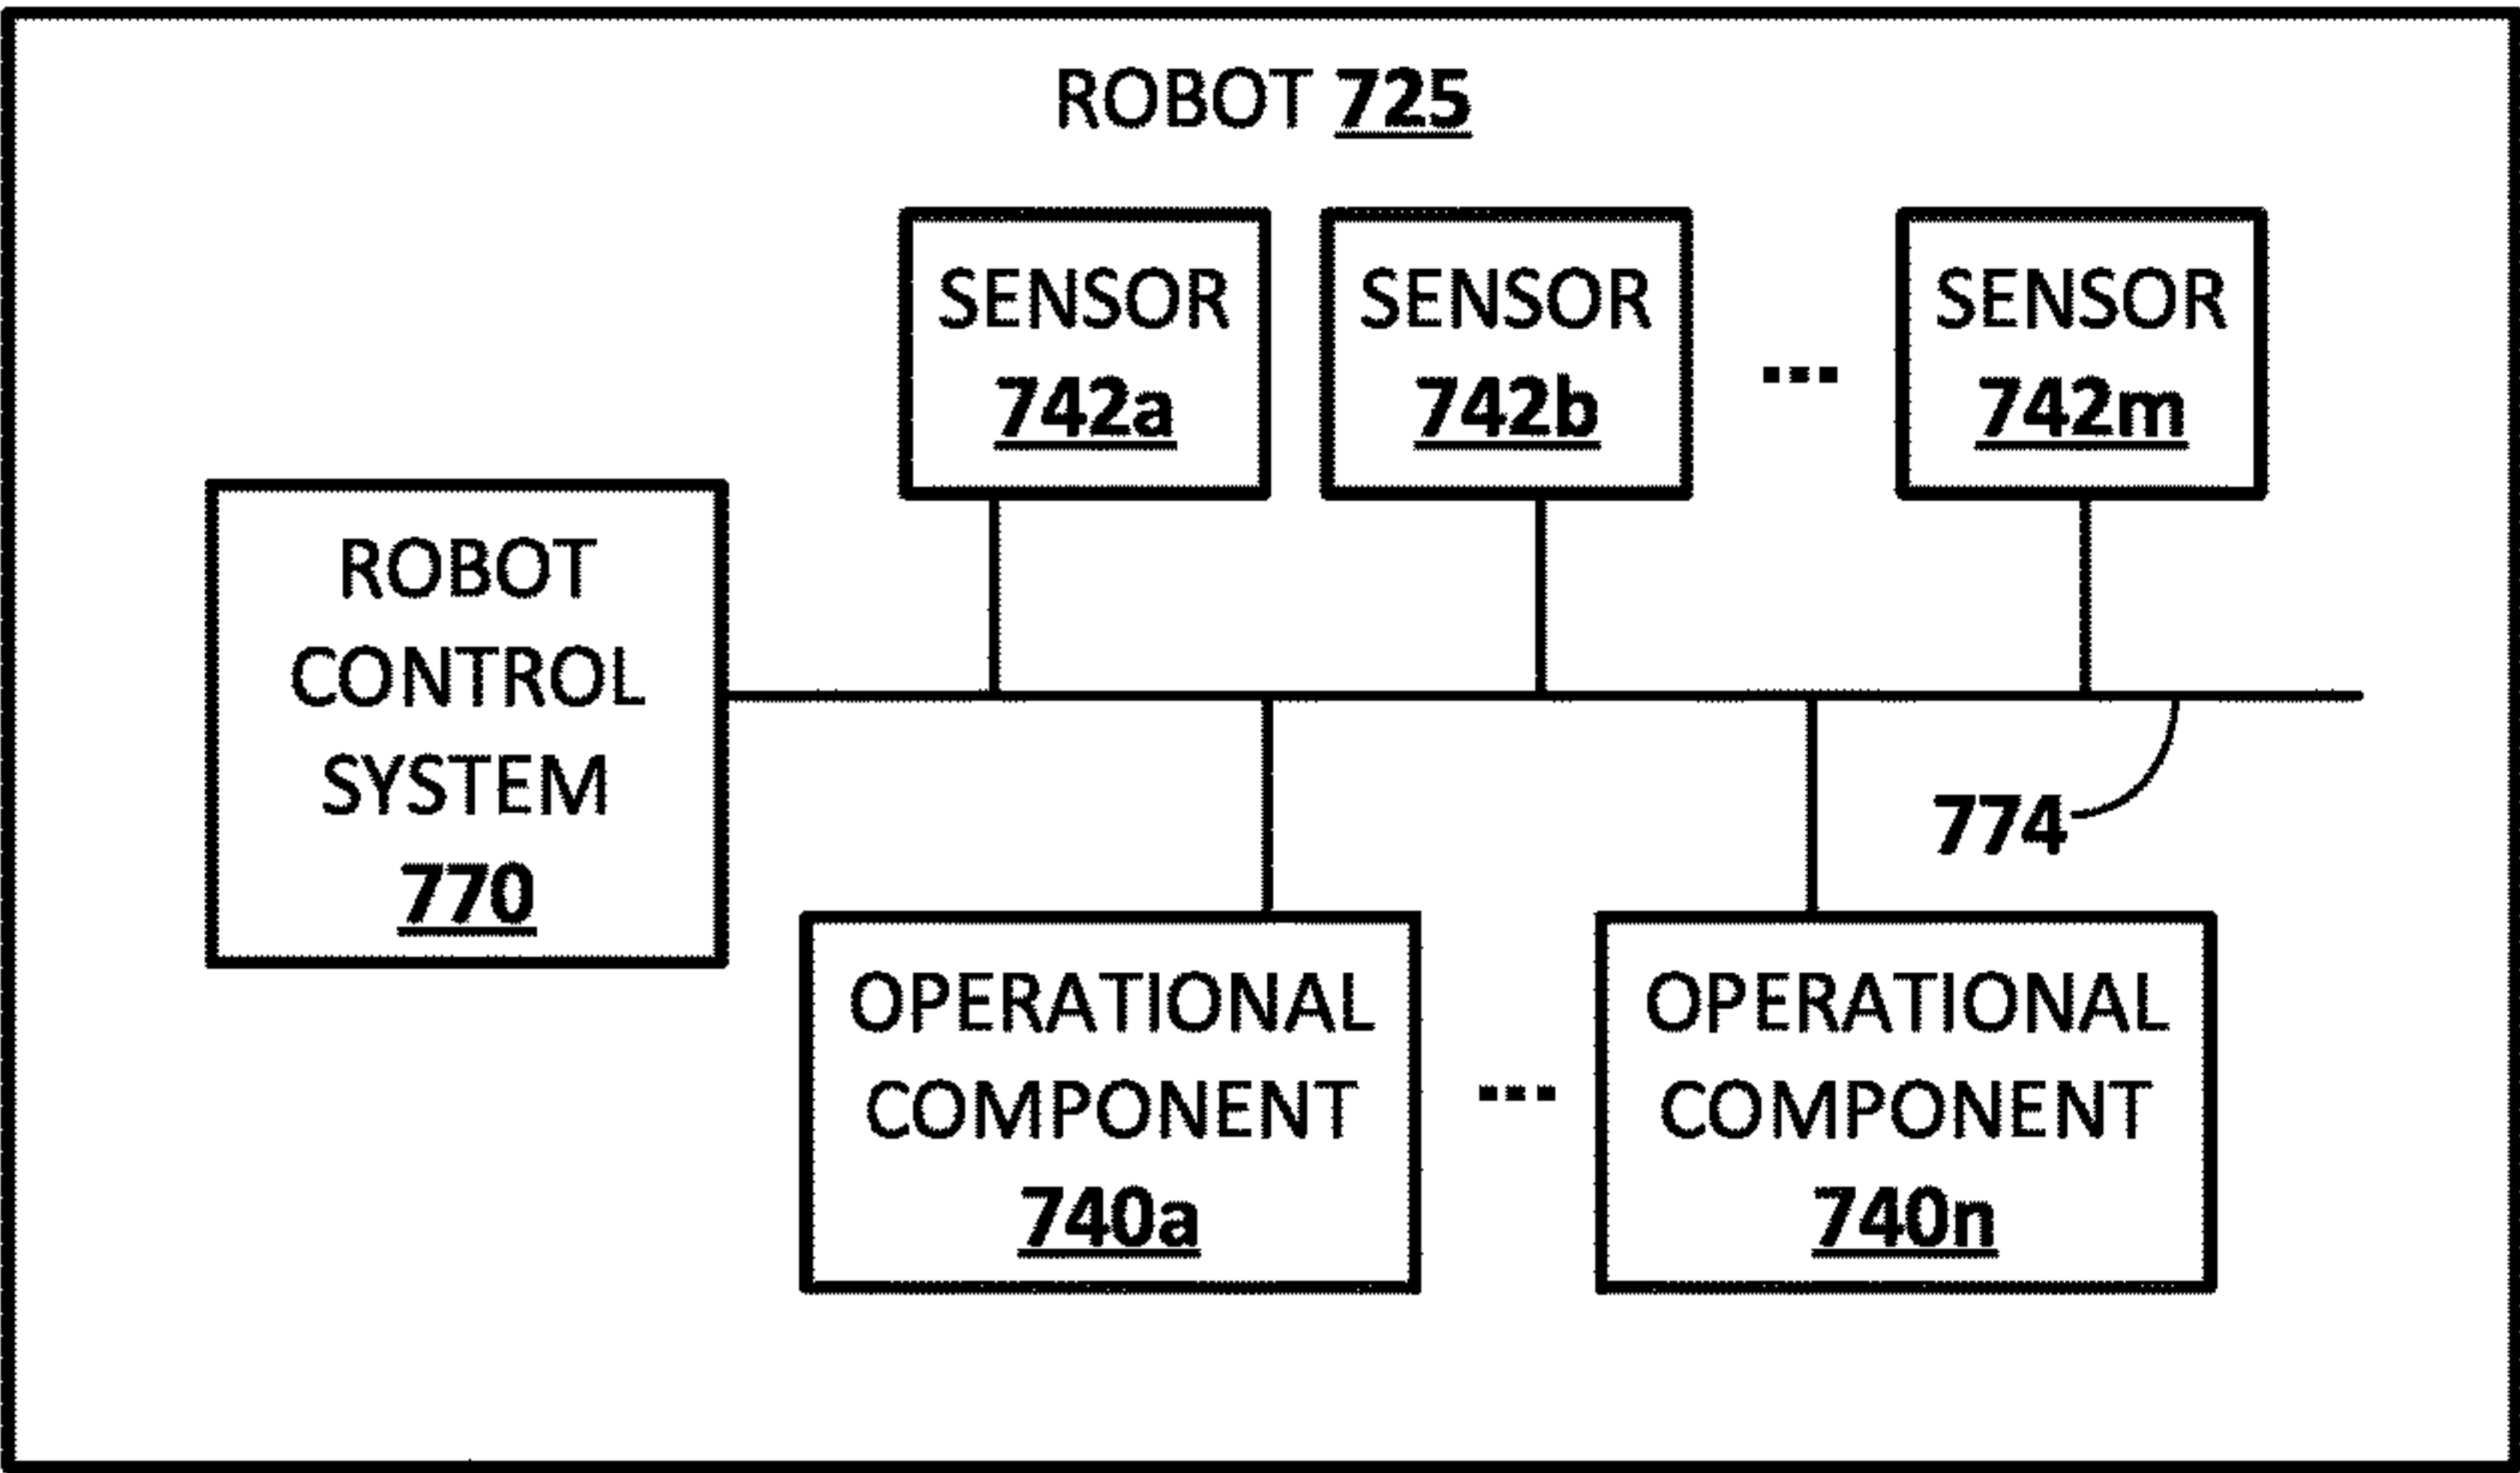 ROBOT 725
SENSOR
742a
SENSOR
742b
...
SENSOR
742m
ROBOT
CONTROL
SYSTEM
770
774
OPERATIONAL
COMPONENT
740a
...
OPERATIONAL
COMPONENT
740n